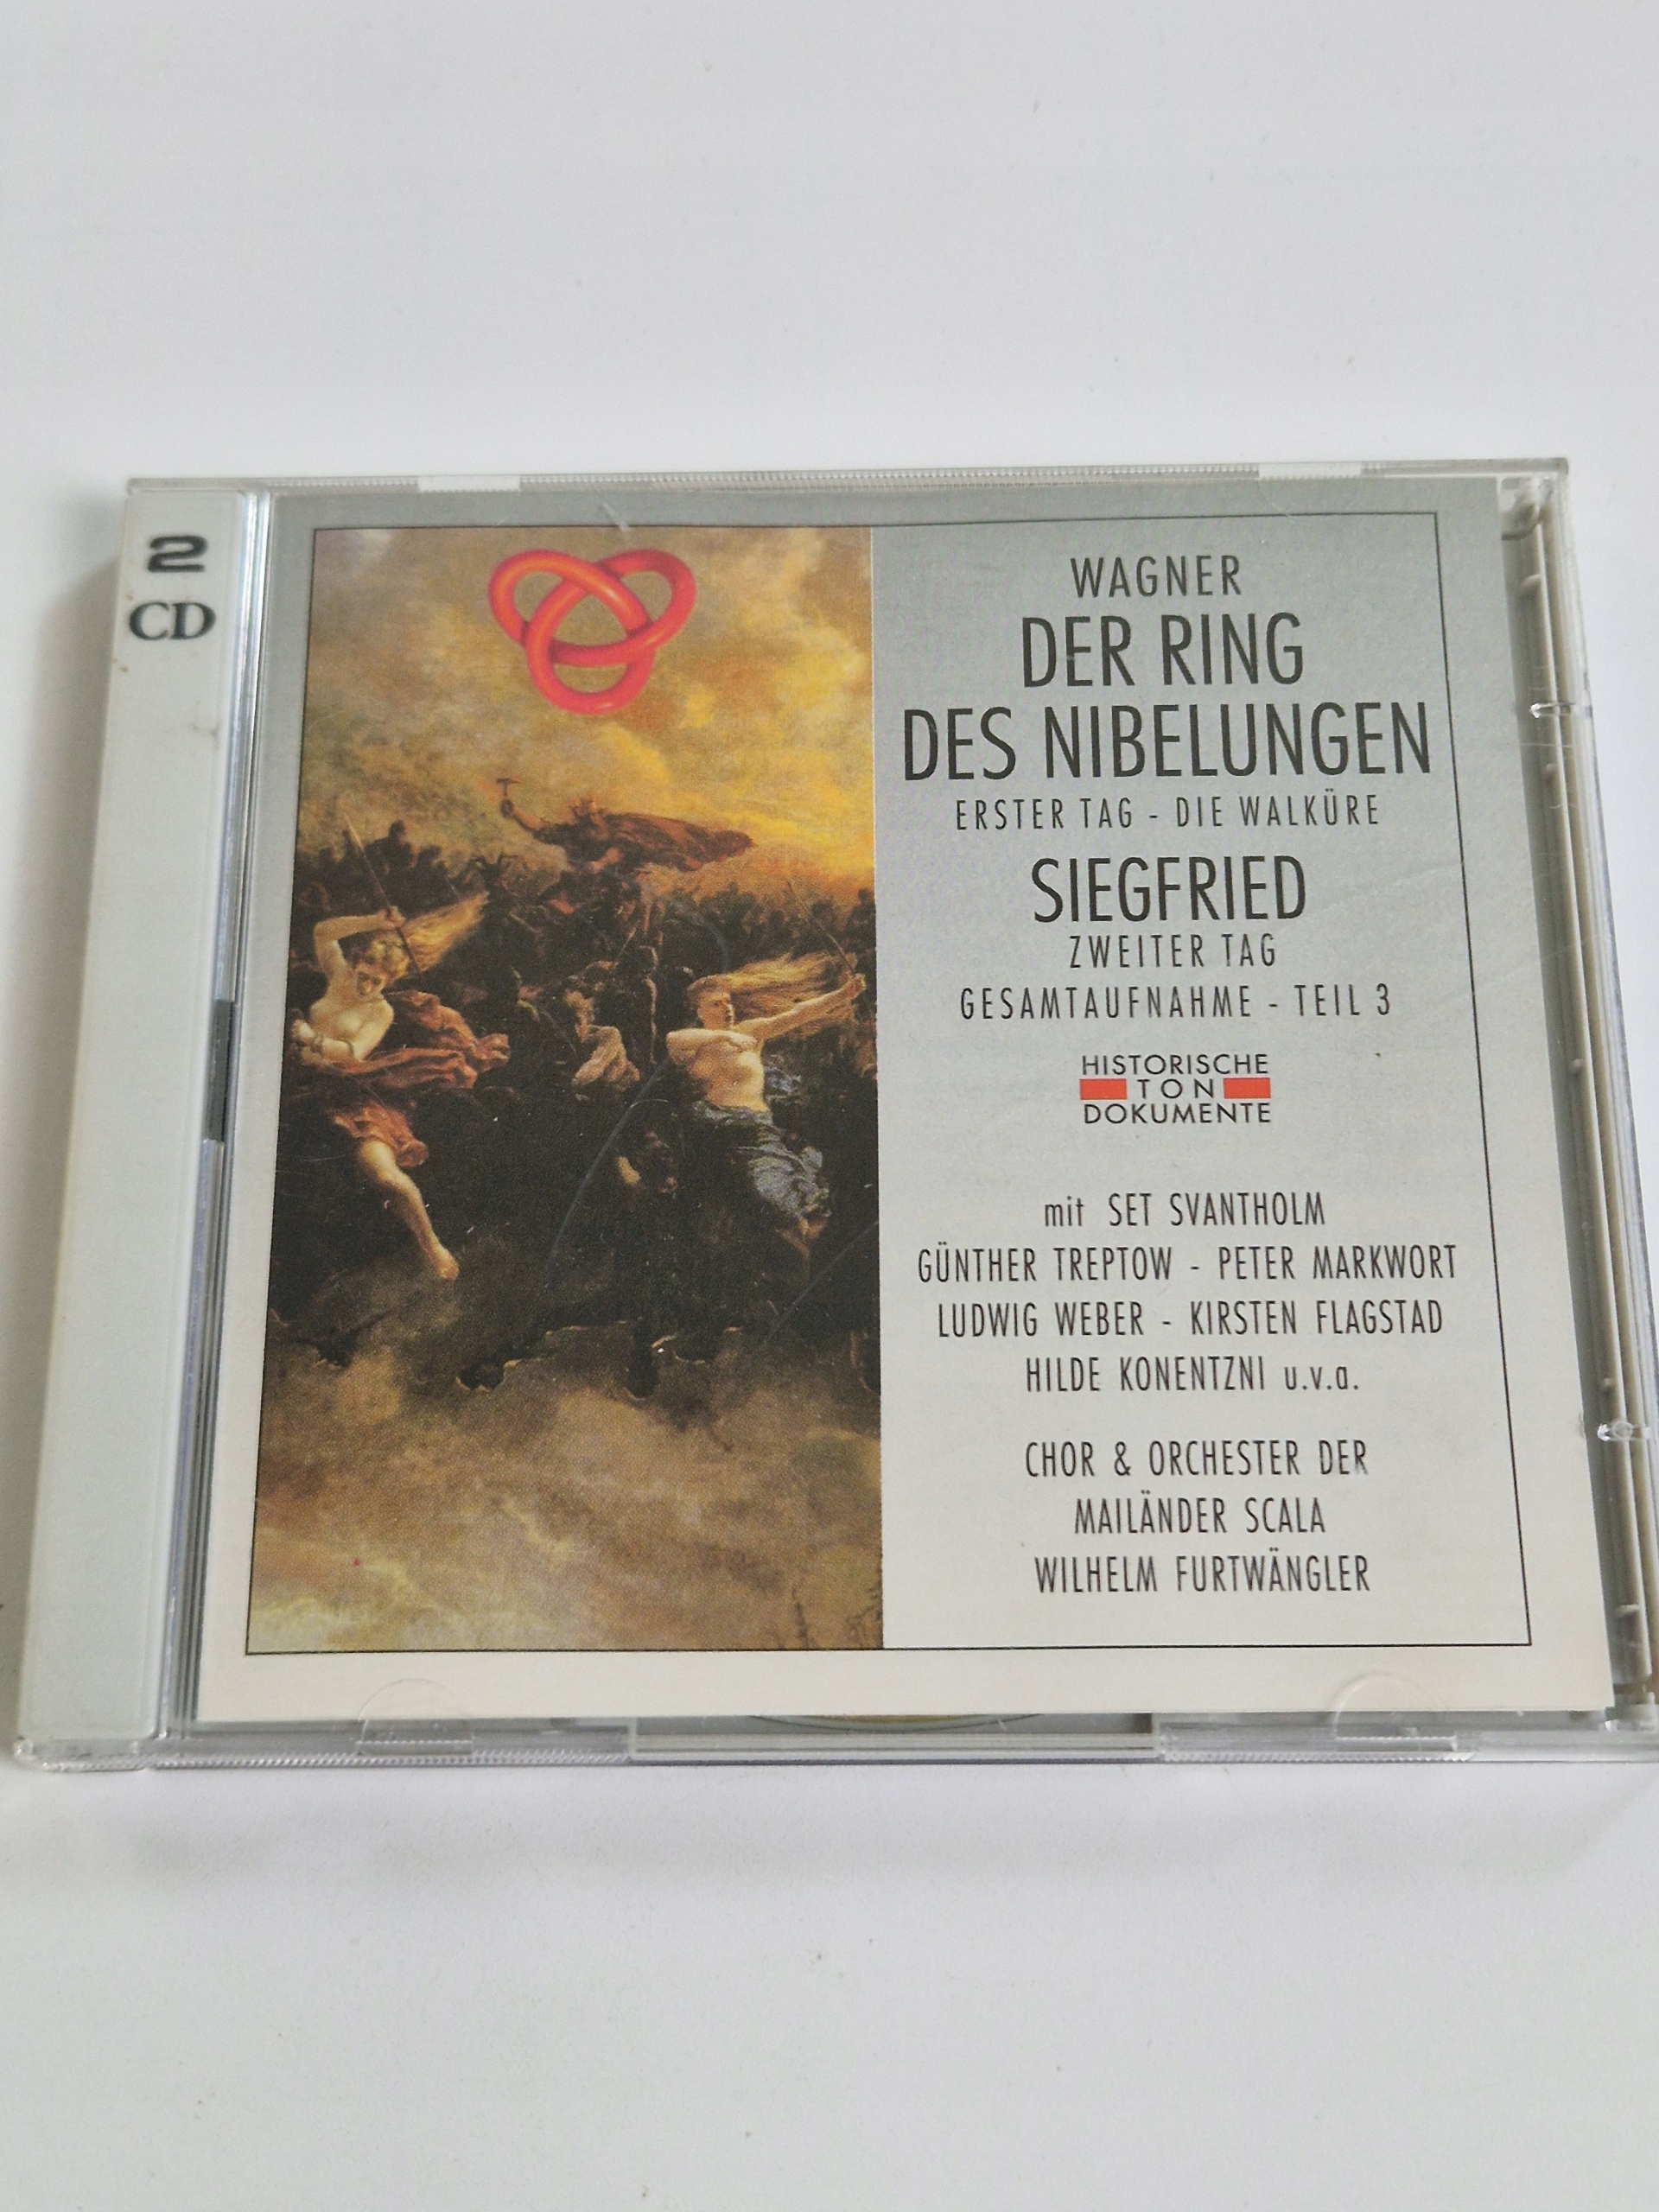 2
CD
WAGNER
DER RING
DES NIBELUNGEN
ERSTER TAG - DIE WALKÜRE
SIEGFRIED
ZWEITER TAG
GESAMTAUFNAHME - TEIL 3
HISTORISCHE
TON
DOKUMENTE
mit SET SVANTHOLM
GÜNTHER TREPTOW - PETER MARKWORT
LUDWIG WEBER - KIRSTEN FLAGSTAD
HILDE KONENTZNI u.v.a.
CHOR & ORCHESTER DER
MAILÄNDER SCALA
WILHELM FURTWÄNGLER